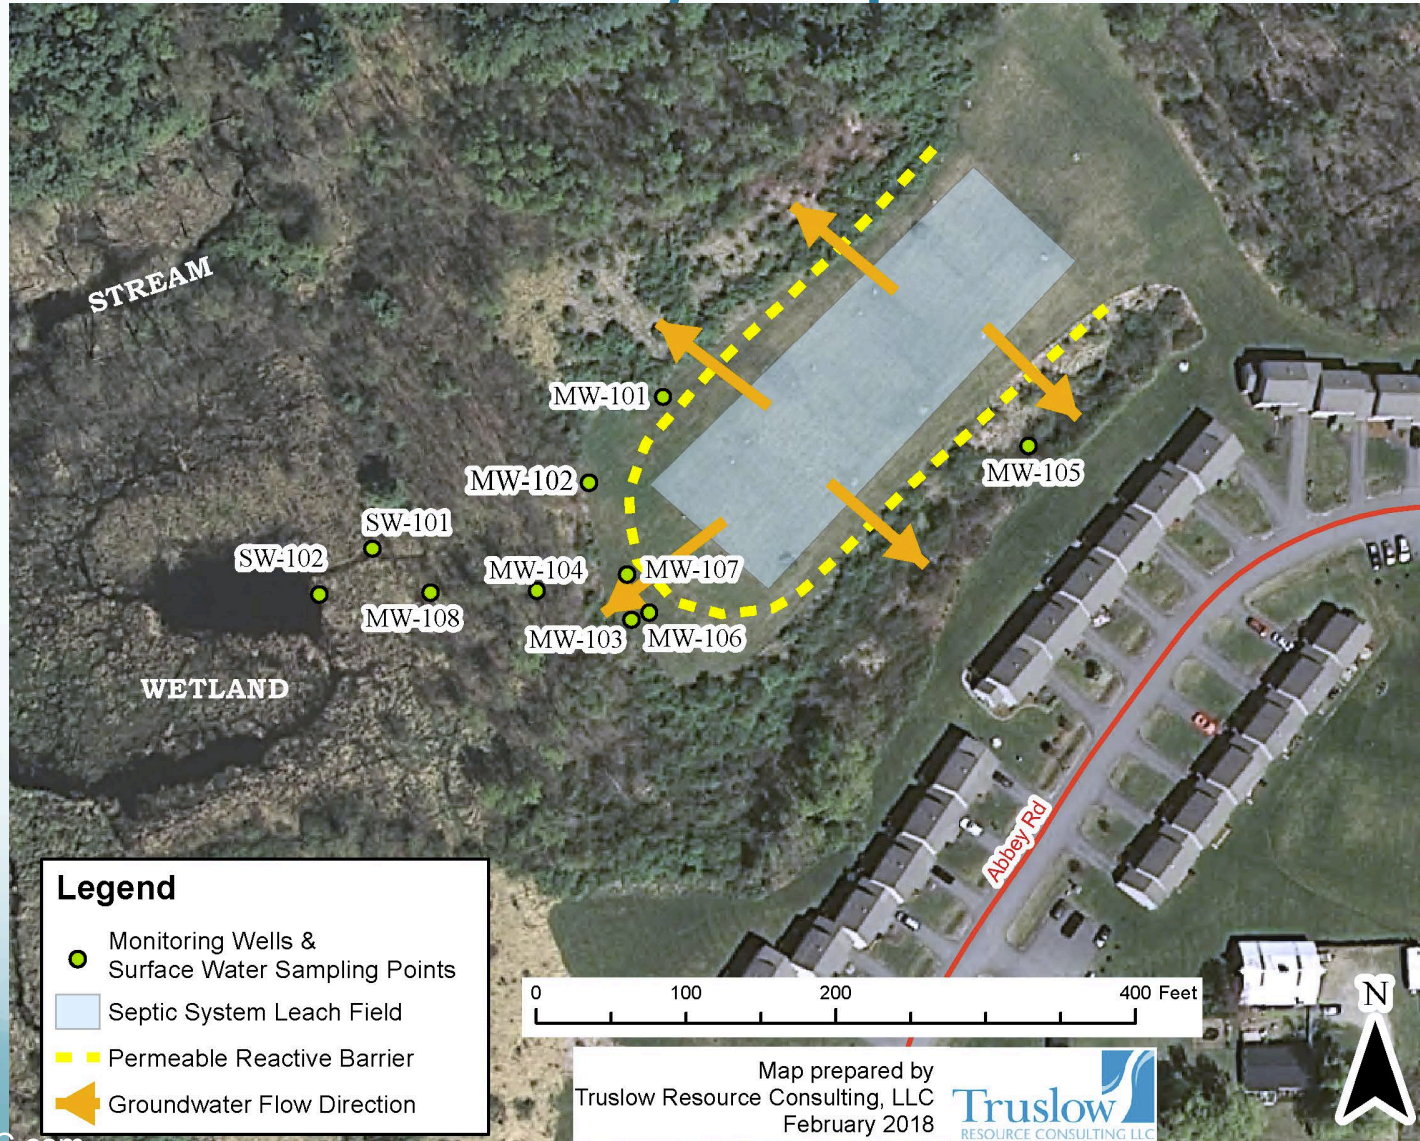 STREAM
MW-101
MW-102
MW-105
SW-101
SW-102
MW-104
MW-107
MW-108
MW-103
MW-106
WETLAND
Abbey Rd
Legend
Monitoring Wells &
Surface Water Sampling Points
Septic System Leach Field
Permeable Reactive Barrier
Groundwater Flow Direction
0 100 200 400 Feet
N
Map prepared by
Truslow Resource Consulting, LLC
February 2018
Truslow
RESOURCE CONSULTING LLC